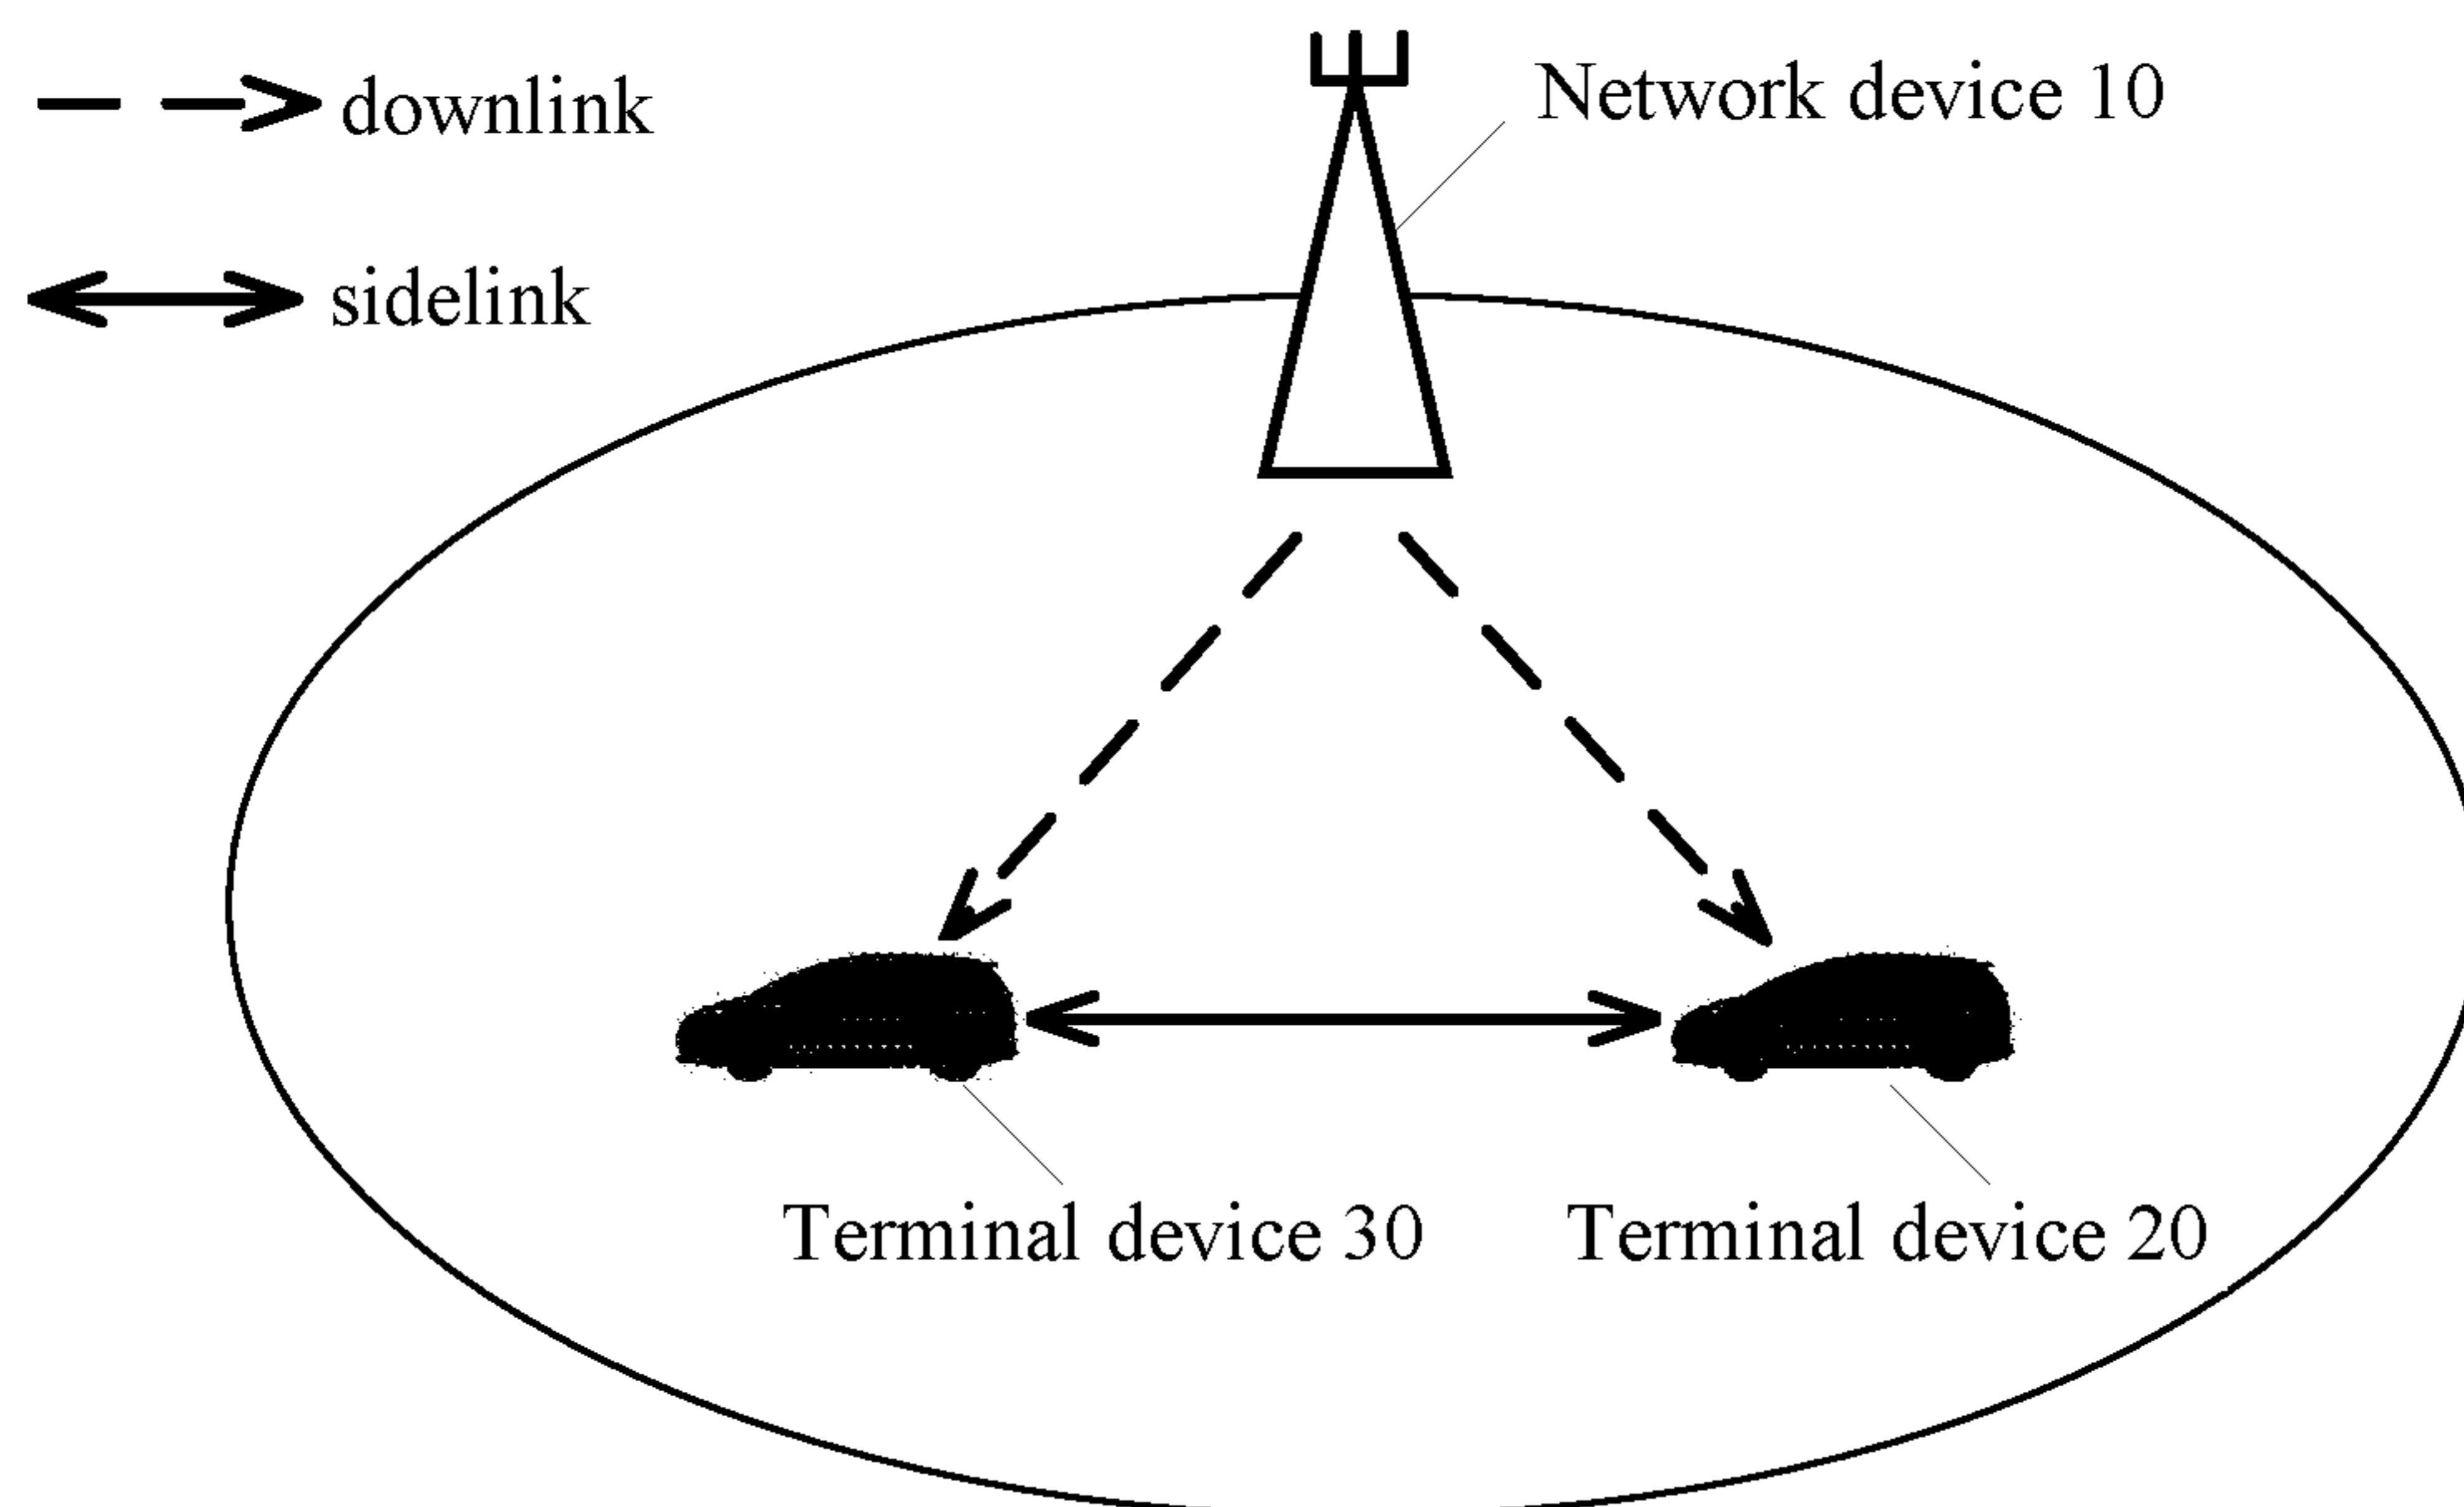 downlink
Network device 10
sidelink
Terminal device 30
Terminal device 20